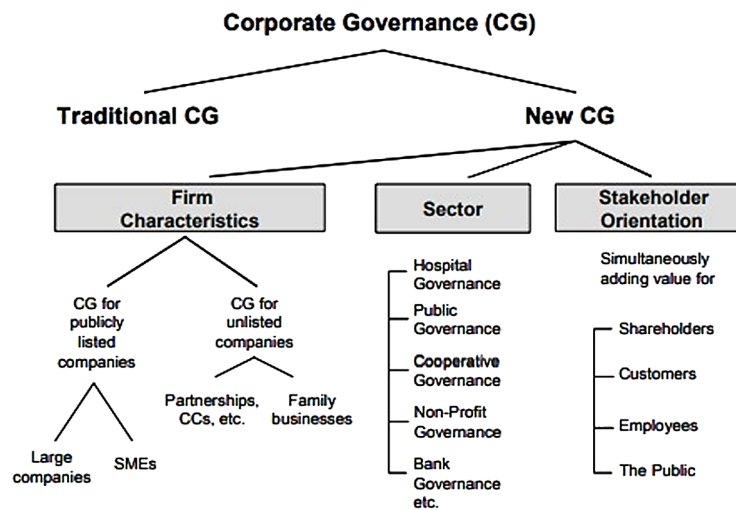 Corporate Governance (CG)
Traditional CG
New CG
Firm
Characteristics
Sector
Stakeholder
Orientation
CG for
publicly
listed
companies
CG for
unlisted
companies
Large
companies
SMEs
Partnerships,
CCs, etc.
Family
businesses
Hospital
Governance
Public
Governance
Cooperative
Governance
Non-Profit
Governance
Bank
Governance
etc.
Simultaneously
adding value for
Shareholders
Customers
Employees
The Public